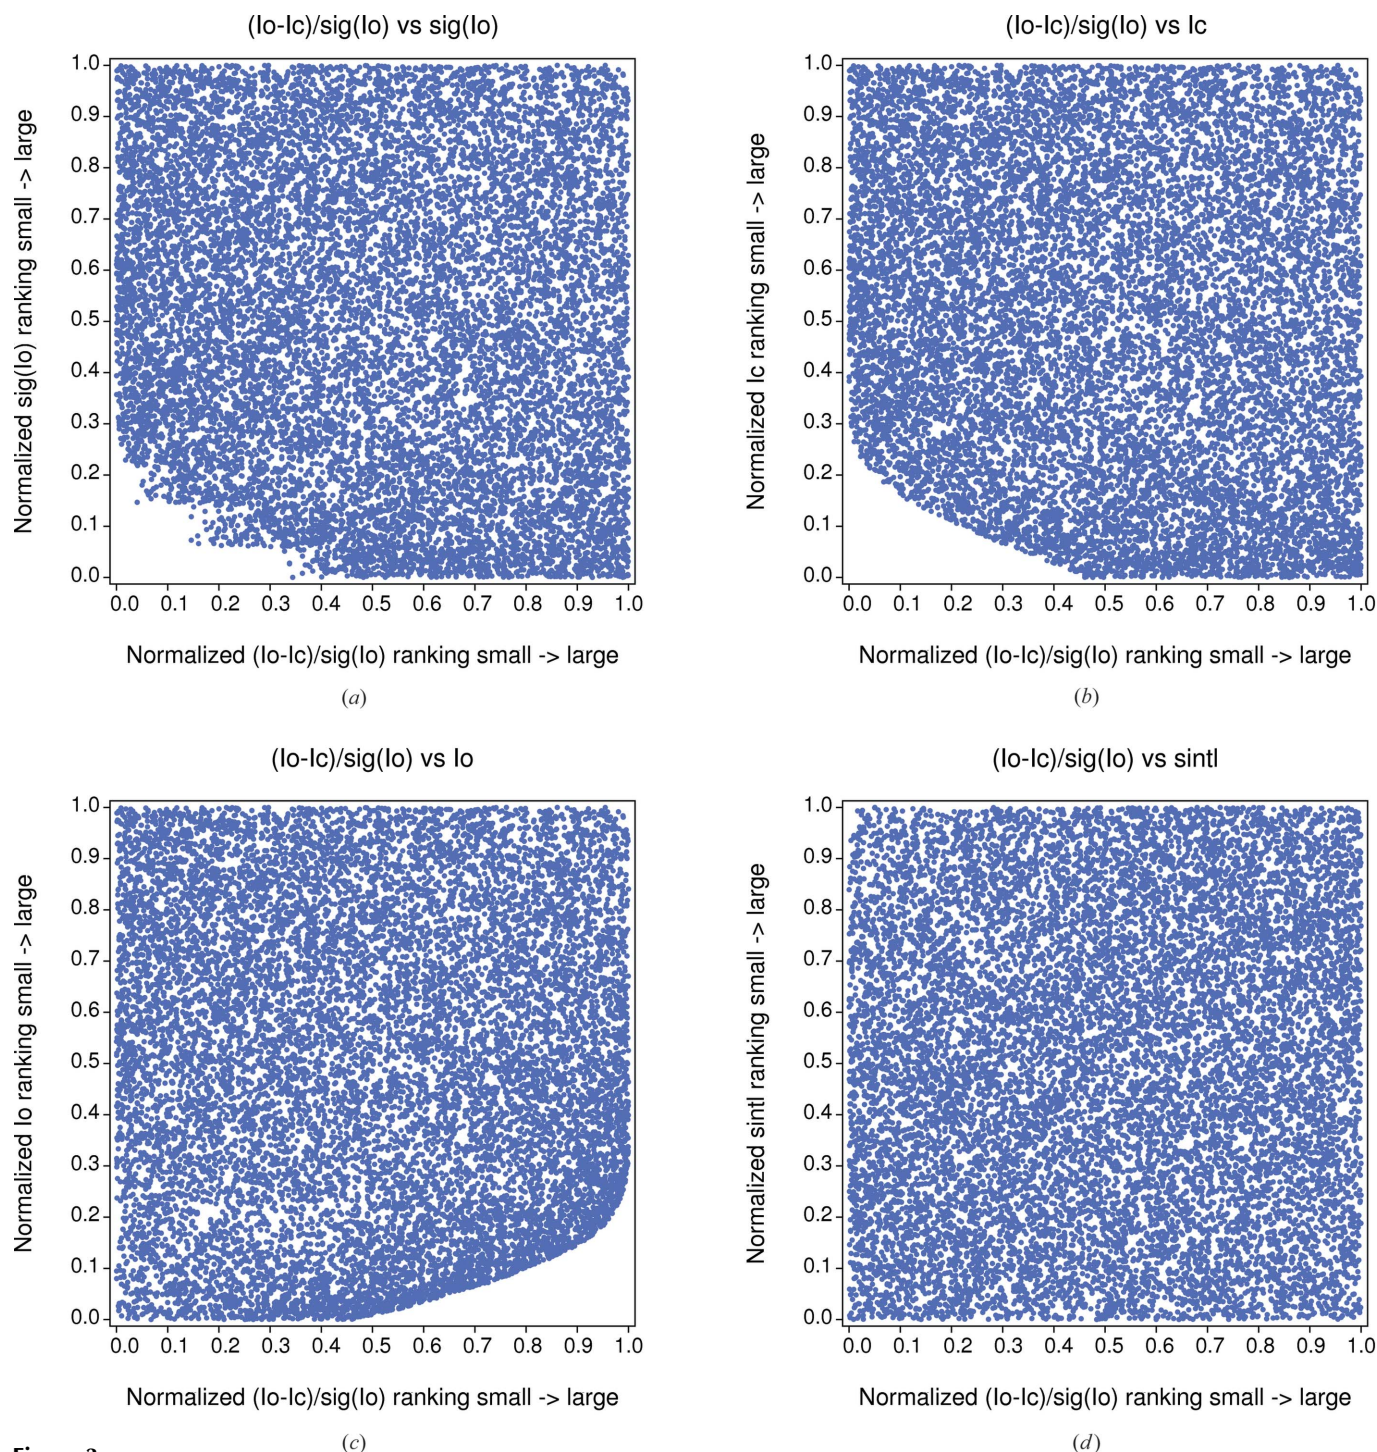 (Io-Ic)/sig(Io) vs sig(Io)
Normalized sig(Io) ranking small -> large
1.0
0.9
0.8
0.7
0.6
0.5
0.4
0.3
0.2
0.1
0.0
0.0 0.1 0.2 0.3 0.4 0.5 0.6 0.7 0.8 0.9 1.0
Normalized (Io-Ic)/sig(Io) ranking small -> large
(a)
(Io-Ic)/sig(Io) vs Ic
Normalized Ic ranking small -> large
1.0
0.9
0.8
0.7
0.6
0.5
0.4
0.3
0.2
0.1
0.0
0.0 0.1 0.2 0.3 0.4 0.5 0.6 0.7 0.8 0.9 1.0
Normalized (Io-Ic)/sig(Io) ranking small -> large
(b)
(Io-Ic)/sig(Io) vs Io
Normalized Io ranking small -> large
1.0
0.9
0.8
0.7
0.6
0.5
0.4
0.3
0.2
0.1
0.0
0.0 0.1 0.2 0.3 0.4 0.5 0.6 0.7 0.8 0.9 1.0
Normalized (Io-Ic)/sig(Io) ranking small -> large
(c)
(Io-Ic)/sig(Io) vs sintl
Normalized sintl ranking small -> large
1.0
0.9
0.8
0.7
0.6
0.5
0.4
0.3
0.2
0.1
0.0
0.0 0.1 0.2 0.3 0.4 0.5 0.6 0.7 0.8 0.9 1.0
Normalized (Io-Ic)/sig(Io) ranking small -> large
(d)